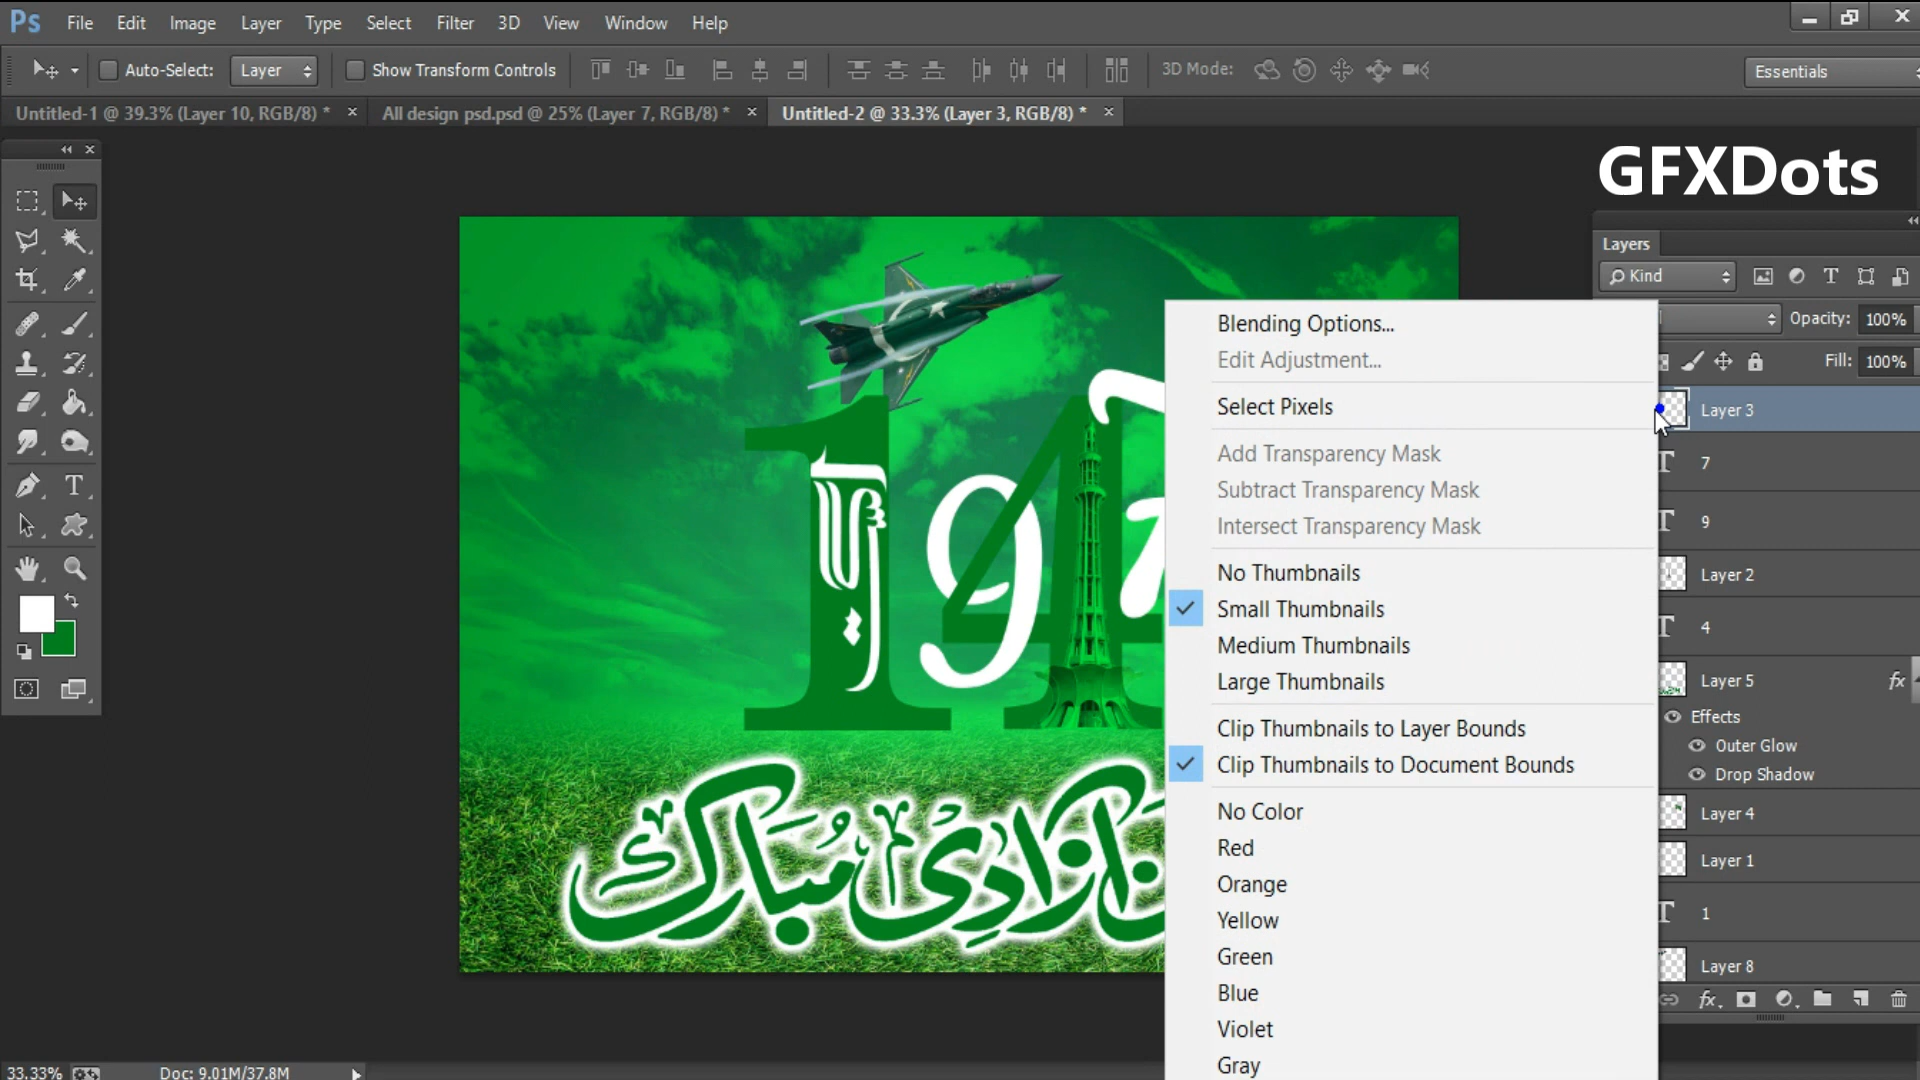 Ps File Edit Image Layer Type Select Filter 3D View Window Help
Auto-Select: Layer Show Transform Controls 3D Mode: Essentials
Untitled-1 @ 39.3% (Layer 10, RGB/8) * × All design psd.psd @ 25% (Layer 7, RGB/8) * × Untitled-2 @ 33.3% (Layer 3, RGB/8) * ×
GFXDots
Layers
Kind
Opacity: 100%
Fill: 100%
Layer 3
7
9
Layer 2
4
Layer 5 fx
Effects
Outer Glow
Drop Shadow
Layer 4
Layer 1
1
Layer 8
Blending Options...
Edit Adjustment...
Select Pixels
Add Transparency Mask
Subtract Transparency Mask
Intersect Transparency Mask
No Thumbnails
Small Thumbnails
Medium Thumbnails
Large Thumbnails
Clip Thumbnails to Layer Bounds
Clip Thumbnails to Document Bounds
No Color
Red
Orange
Yellow
Green
Blue
Violet
Gray
14
9
آزادی مُبارک
33.33% Doc: 9.01M/37.8M